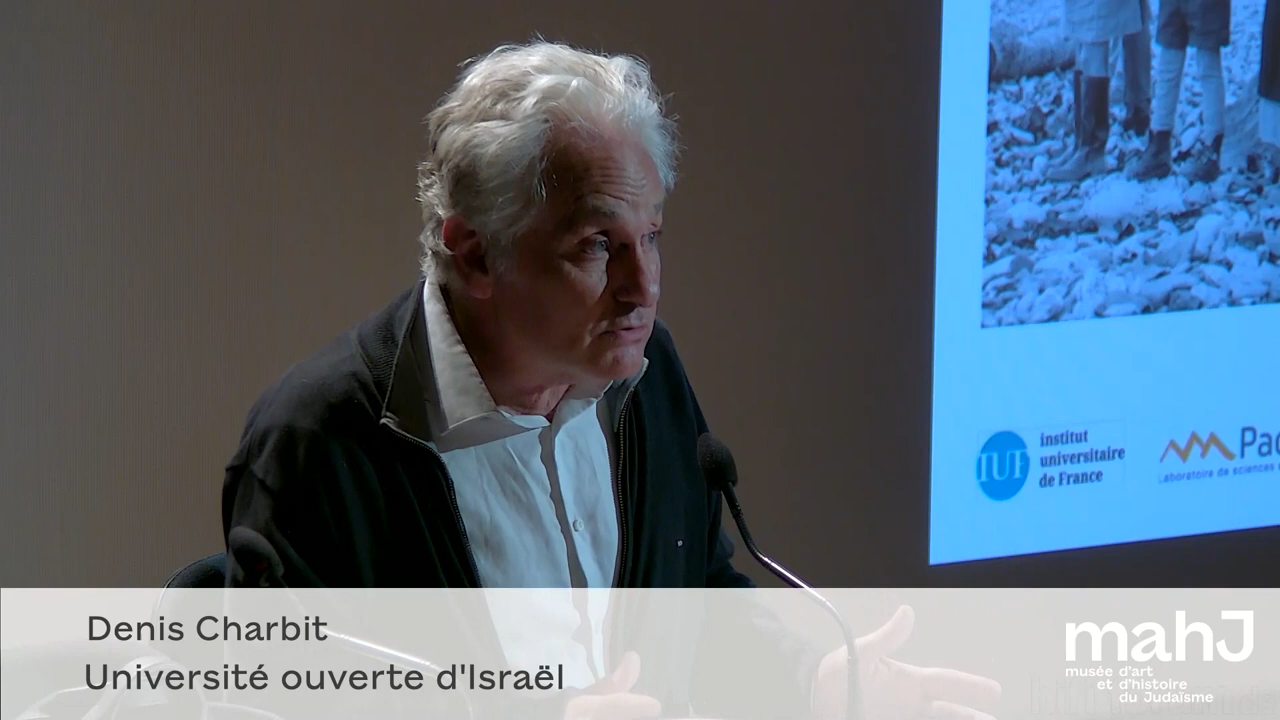 IUF
institut
universitaire
de France
Pac
Laboratoire de sciences
Denis Charbit
Université ouverte d'Israël
mahJ
musée d'art
et d'histoire
du Judaïsme